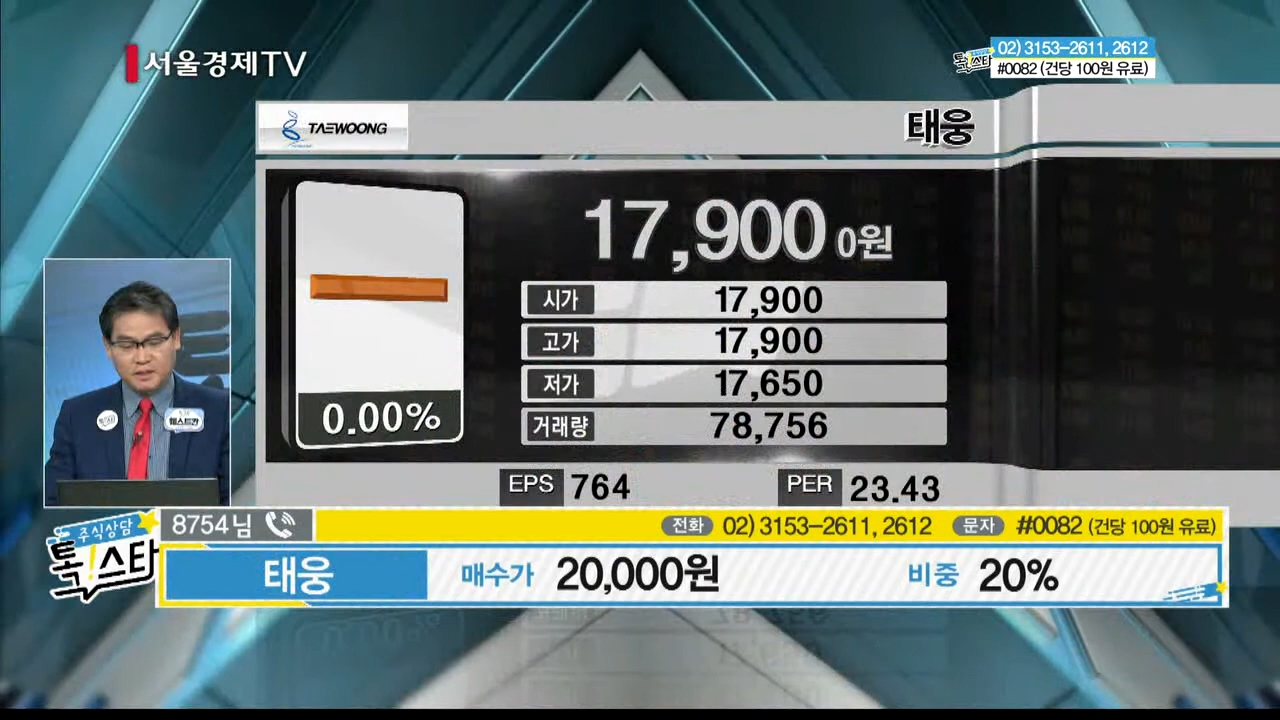 서울경제TV
톡!스타
02) 3153-2611, 2612
#0082 (건당 100원 유료)
TAEWOONG
태웅
17,900 0원
시가 17,900
고가 17,900
저가 17,650
거래량 78,756
0.00%
EPS 764
PER 23.43
8754님
전화 02) 3153-2611, 2612 문자 #0082 (건당 100원 유료)
주식상담
톡!스타
태웅 매수가 20,000원 비중 20%